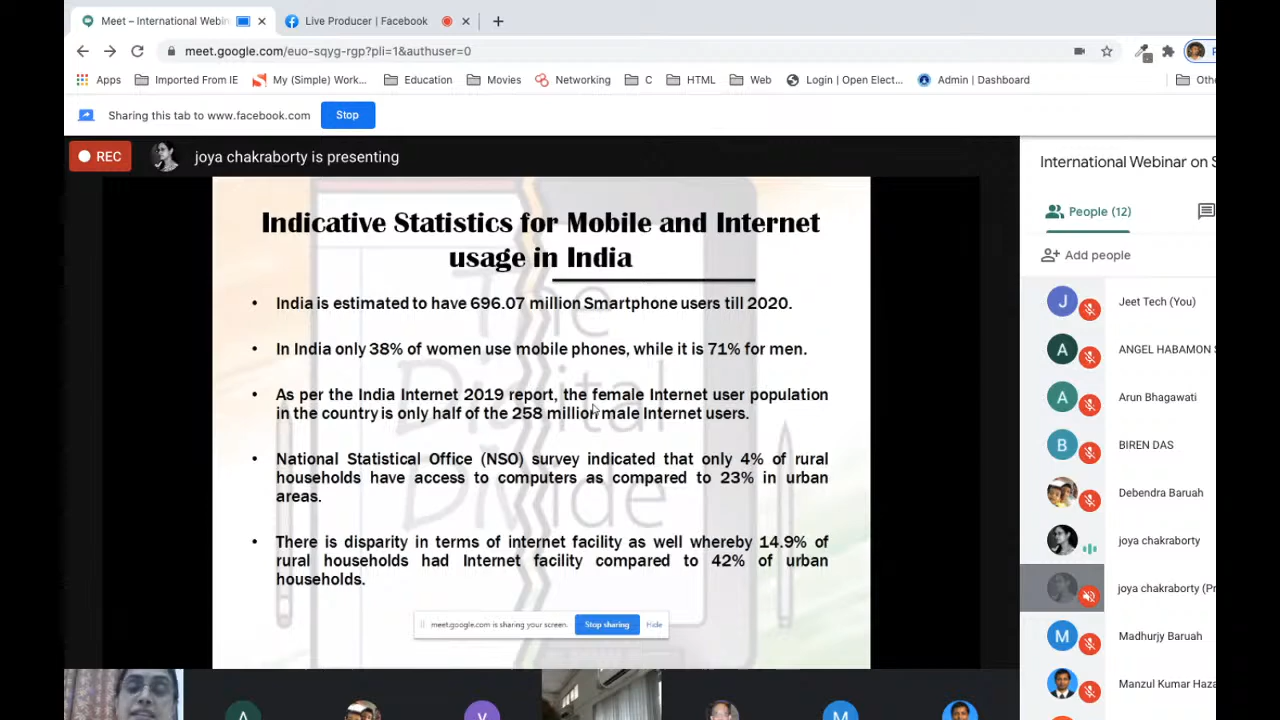 Meet – International Webin
Live Producer | Facebook
meet.google.com/euo-sqyg-rgp?pli=1&authuser=0
Apps Imported From IE My (Simple) Work... Education Movies Networking C HTML Web Login | Open Elect... Admin | Dashboard Othe
Sharing this tab to www.facebook.com Stop
REC joya chakraborty is presenting
International Webinar on S
People (12)
Add people
Indicative Statistics for Mobile and Internet
usage in India
• India is estimated to have 696.07 million Smartphone users till 2020.
• In India only 38% of women use mobile phones, while it is 71% for men.
• As per the India Internet 2019 report, the female Internet user population
in the country is only half of the 258 million male Internet users.
• National Statistical Office (NSO) survey indicated that only 4% of rural
households have access to computers as compared to 23% in urban
areas.
• There is disparity in terms of internet facility as well whereby 14.9% of
rural households had Internet facility compared to 42% of urban
households.
The
Digital
Divide
meet.google.com is sharing your screen. Stop sharing Hide
J Jeet Tech (You)
A ANGEL HABAMON S
A Arun Bhagawati
B BIREN DAS
Debendra Baruah
joya chakraborty
joya chakraborty (Pr
M Madhurjy Baruah
Manzul Kumar Haza
A
M